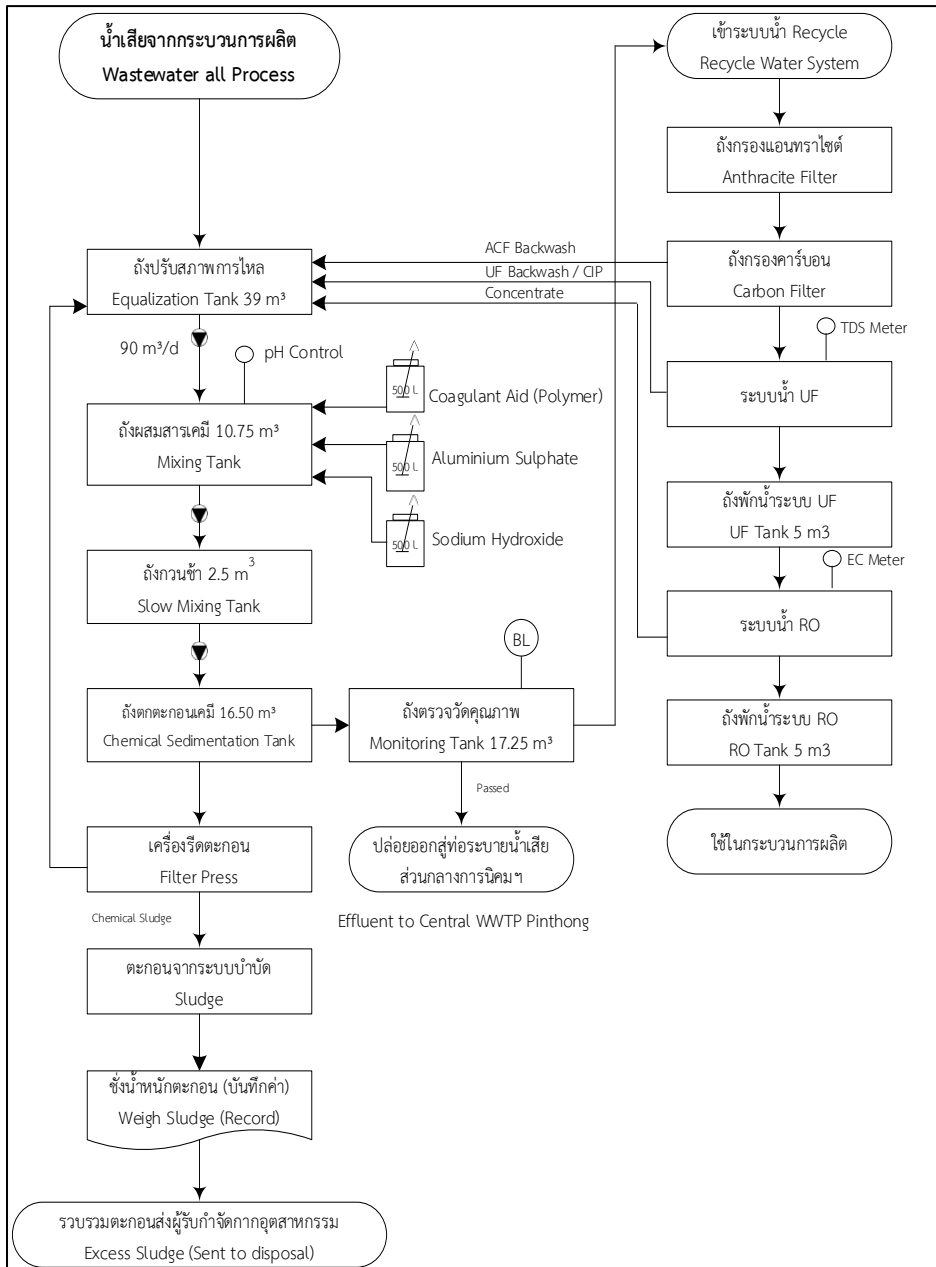 น้ำเสียจากกระบวนการผลิต
Wastewater all Process
ถังปรับสภาพการไหล
Equalization Tank 39 m³
90 m³/d
pH Control
ถังผสมสารเคมี 10.75 m³
Mixing Tank
500 L
Coagulant Aid (Polymer)
500 L
Aluminium Sulphate
500 L
Sodium Hydroxide
ถังกวนช้า 2.5 m³
Slow Mixing Tank
ถังตกตะกอนเคมี 16.50 m³
Chemical Sedimentation Tank
BL
ถังตรวจวัดคุณภาพ
Monitoring Tank 17.25 m³
Passed
ปล่อยออกสู่ท่อระบายน้ำเสีย
ส่วนกลางการนิคมฯ
Effluent to Central WWTP Pinthong
เครื่องรีดตะกอน
Filter Press
Chemical Sludge
ตะกอนจากระบบบำบัด
Sludge
ชั่งน้ำหนักตะกอน (บันทึกค่า)
Weigh Sludge (Record)
รวบรวมตะกอนส่งผู้รับกำจัดกากอุตสาหกรรม
Excess Sludge (Sent to disposal)
เข้าระบบน้ำ Recycle
Recycle Water System
ถังกรองแอนทราไซต์
Anthracite Filter
ACF Backwash
UF Backwash / CIP
Concentrate
ถังกรองคาร์บอน
Carbon Filter
TDS Meter
ระบบน้ำ UF
ถังพักน้ำระบบ UF
UF Tank 5 m3
EC Meter
ระบบน้ำ RO
ถังพักน้ำระบบ RO
RO Tank 5 m3
ใช้ในกระบวนการผลิต